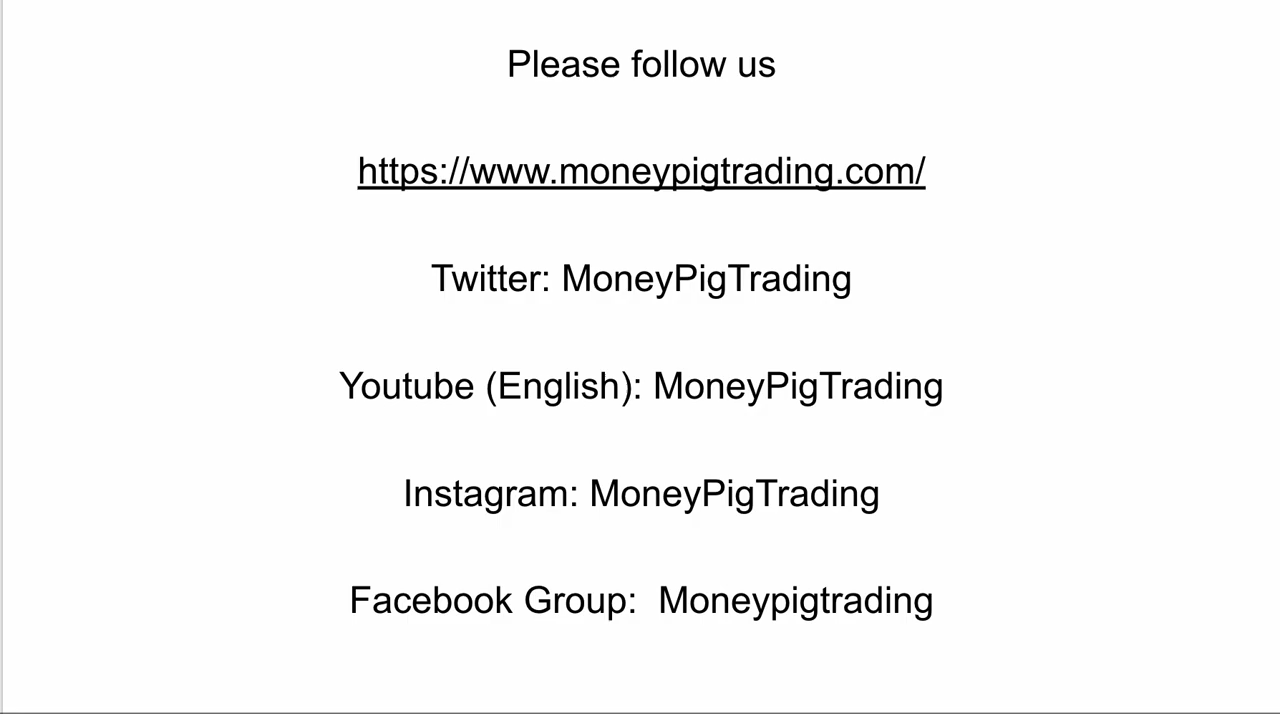 Please follow us
https://www.moneypigtrading.com/
Twitter: MoneyPigTrading
Youtube (English): MoneyPigTrading
Instagram: MoneyPigTrading
Facebook Group:  Moneypigtrading